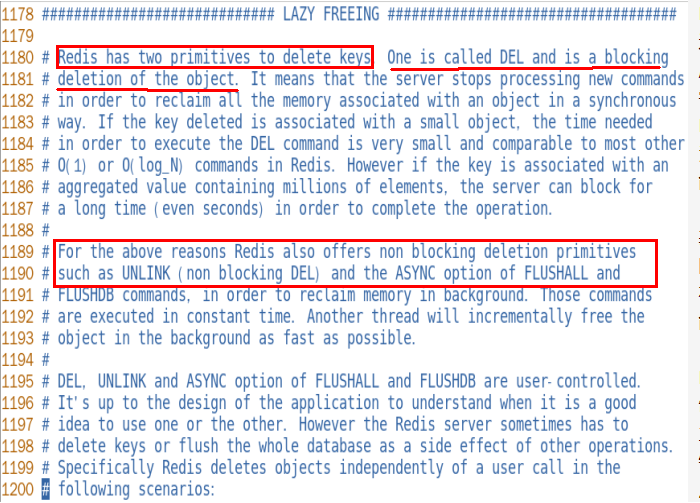 1178 ########################### LAZY FREEING ####################################
1179
1180 # Redis has two primitives to delete keys. One is called DEL and is a blocking
1181 # deletion of the object. It means that the server stops processing new commands
1182 # in order to reclaim all the memory associated with an object in a synchronous
1183 # way. If the key deleted is associated with a small object, the time needed
1184 # in order to execute the DEL command is very small and comparable to most other
1185 # O(1) or O(log_N) commands in Redis. However if the key is associated with an
1186 # aggregated value containing millions of elements, the server can block for
1187 # a long time (even seconds) in order to complete the operation.
1188 #
1189 # For the above reasons Redis also offers non blocking deletion primitives
1190 # such as UNLINK (non blocking DEL) and the ASYNC option of FLUSHALL and
1191 # FLUSHDB commands, in order to reclaim memory in background. Those commands
1192 # are executed in constant time. Another thread will incrementally free the
1193 # object in the background as fast as possible.
1194 #
1195 # DEL, UNLINK and ASYNC option of FLUSHALL and FLUSHDB are user-controlled.
1196 # It's up to the design of the application to understand when it is a good
1197 # idea to use one or the other. However the Redis server sometimes has to
1198 # delete keys or flush the whole database as a side effect of other operations.
1199 # Specifically Redis deletes objects independently of a user call in the
1200 # following scenarios: